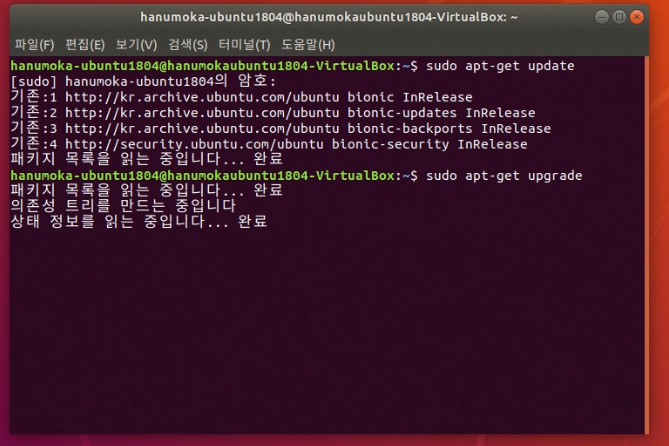 hanumoka-ubuntu1804@hanumokaubuntu1804-VirtualBox: ~
파일(F) 편집(E) 보기(V) 검색(S) 터미널(T) 도움말(H)
hanumoka-ubuntu1804@hanumokaubuntu1804-VirtualBox:~$ sudo apt-get update
[sudo] hanumoka-ubuntu1804의 암호:
기존:1 http://kr.archive.ubuntu.com/ubuntu bionic InRelease
기존:2 http://kr.archive.ubuntu.com/ubuntu bionic-updates InRelease
기존:3 http://kr.archive.ubuntu.com/ubuntu bionic-backports InRelease
기존:4 http://security.ubuntu.com/ubuntu bionic-security InRelease
패키지 목록을 읽는 중입니다... 완료
hanumoka-ubuntu1804@hanumokaubuntu1804-VirtualBox:~$ sudo apt-get upgrade
패키지 목록을 읽는 중입니다... 완료
의존성 트리를 만드는 중입니다
상태 정보를 읽는 중입니다... 완료